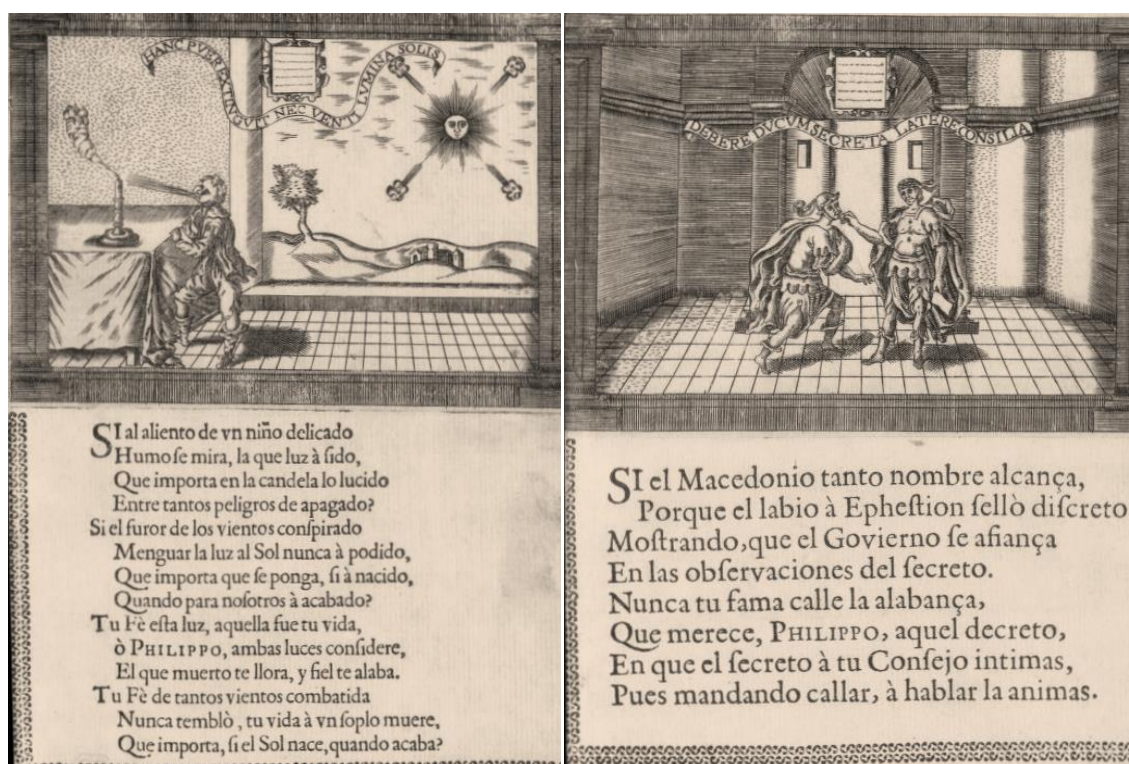 HANC PVER EXTINGVIT NEC VENTI LVMINA SOLIS
SI al aliento de vn niño delicado
Humo ſe mira, la que luz à ſido,
Que importa en la candela lo lucido
Entre tantos peligros de apagado?
Si el furor de los vientos conſpirado
Menguar la luz al Sol nunca à podido,
Que importa que ſe ponga, ſi à nacido,
Quando para noſotros à acabado?
Tu Fè eſta luz, aquella fue tu vida,
ò PHILIPPO, ambas luces conſidere,
El que muerto te llora, y fiel te alaba.
Tu Fè de tantos vientos combatida
Nunca temblò, tu vida à vn ſoplo muere,
Que importa, ſi el Sol nace, quando acaba?
DEBERE DVCVM SECRETA LATERE CONSILIA
SI el Macedonio tanto nombre alcança,
Porque el labio à Epheſtion ſellò diſcreto
Moſtrando, que el Govierno ſe afiança
En las obſervaciones del ſecreto.
Nunca tu fama calle la alabança,
Que merece, PHILIPPO, aquel decreto,
En que el ſecreto à tu Conſejo intimas,
Pues mandando callar, à hablar la animas.